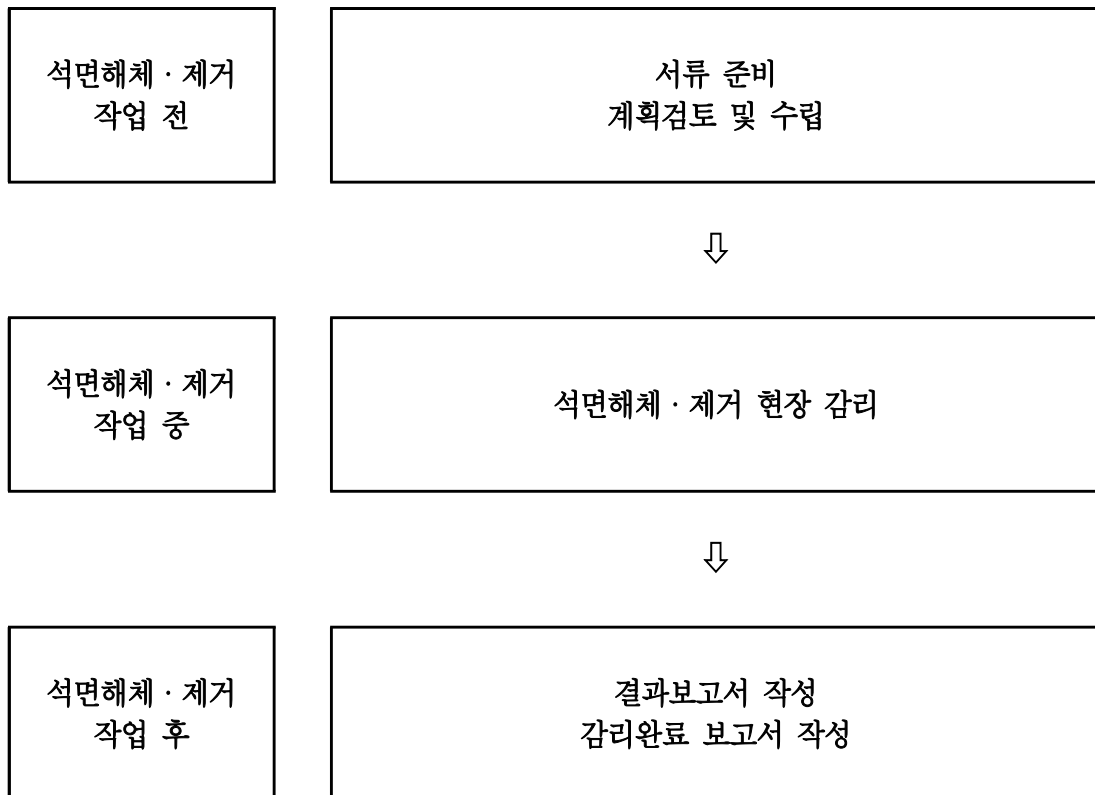 석면해체 · 제거
작업 전
서류 준비
계획검토 및 수립
⇩
석면해체 · 제거
작업 중
석면해체 · 제거 현장 감리
⇩
석면해체 · 제거
작업 후
결과보고서 작성
감리완료 보고서 작성